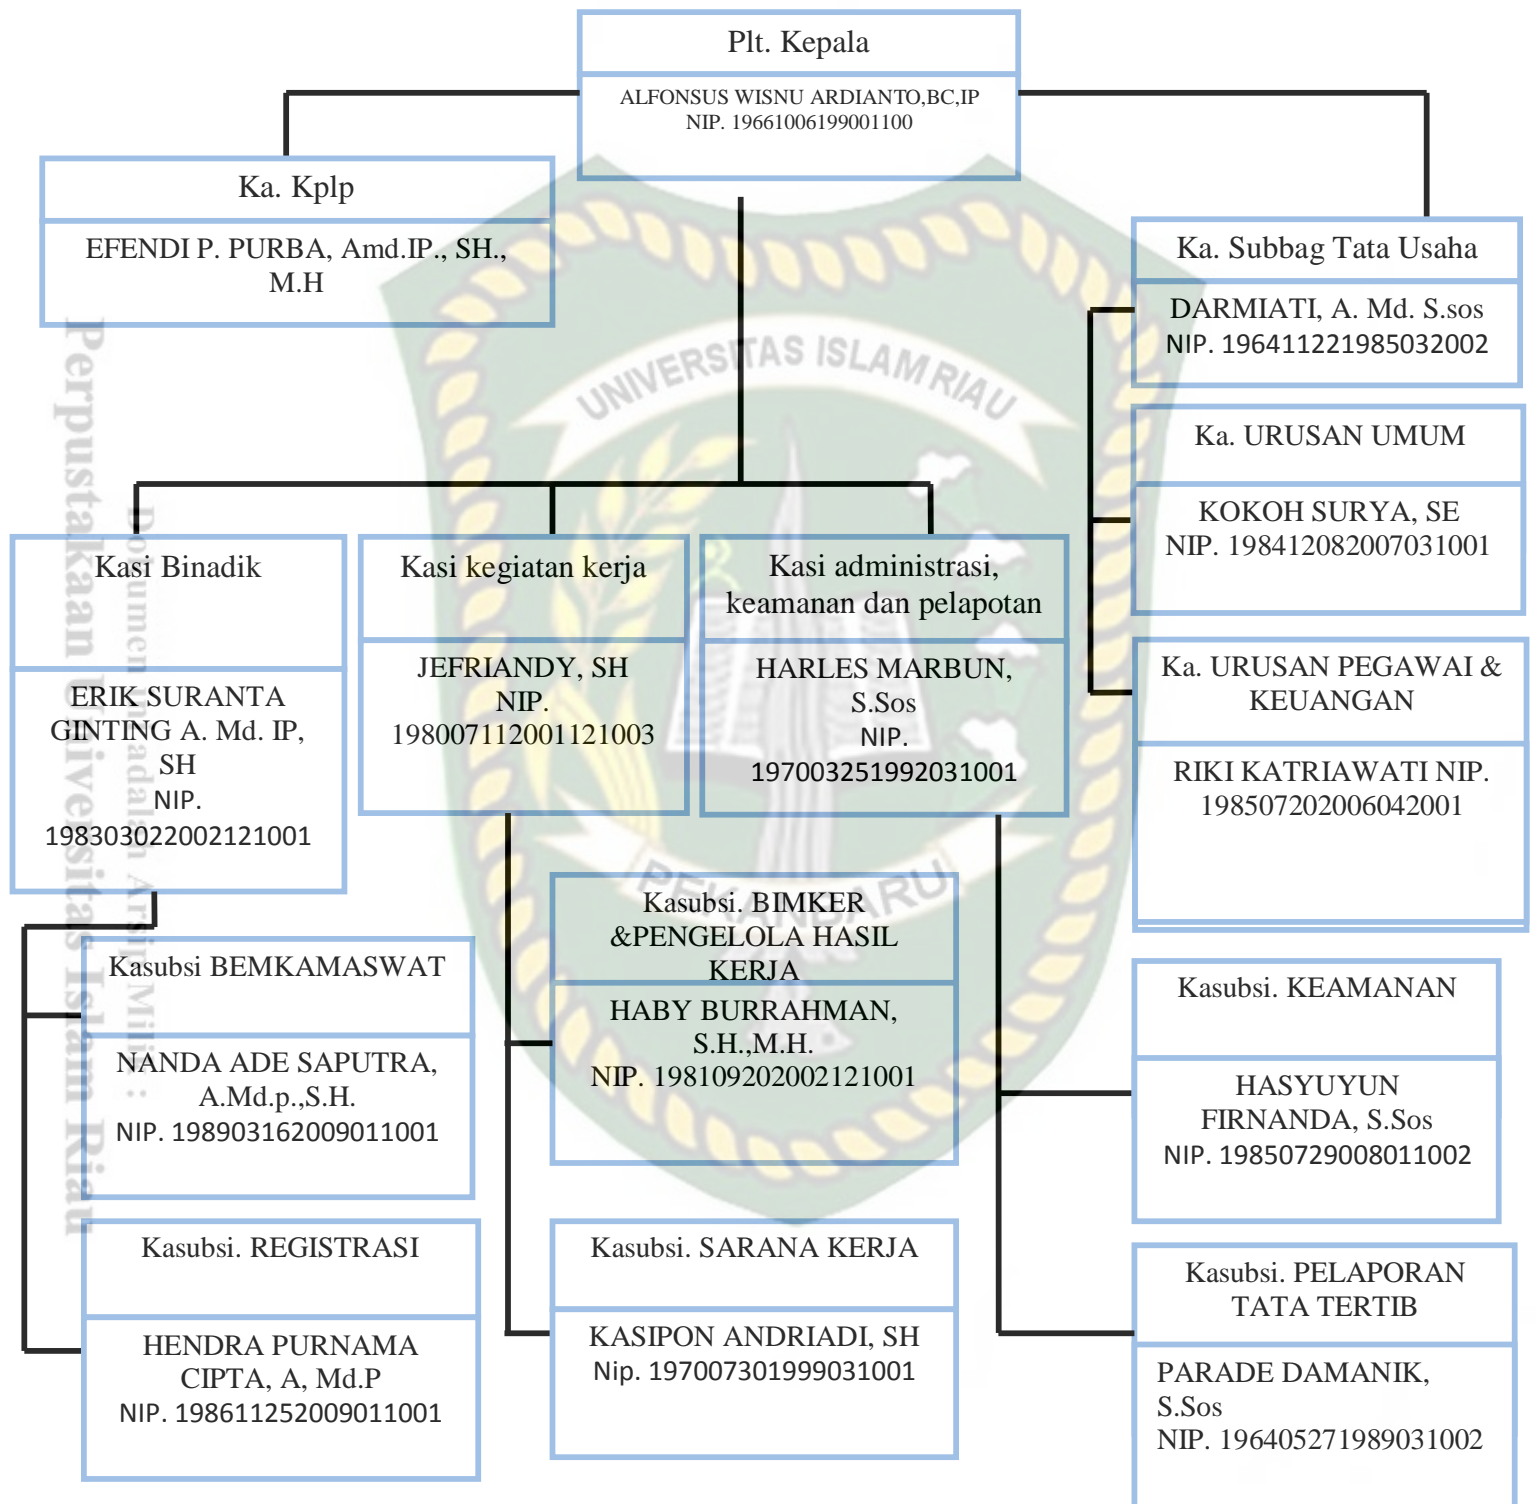 Plt. Kepala
ALFONSUS WISNU ARDIANTO,BC,IP
NIP. 19661006199001100
Ka. Kplp
EFENDI P. PURBA, Amd.IP., SH.,
M.H
Ka. Subbag Tata Usaha
DARMIATI, A. Md. S.sos
NIP. 196411221985032002
Ka. URUSAN UMUM
KOKOH SURYA, SE
NIP. 198412082007031001
Ka. URUSAN PEGAWAI &
KEUANGAN
RIKI KATRIAWATI NIP.
198507202006042001
Kasi Binadik
ERIK SURANTA
GINTING A. Md. IP,
SH
NIP.
198303022002121001
Kasi kegiatan kerja
JEFRIANDY, SH
NIP.
198007112001121003
Kasi administrasi,
keamanan dan pelapotan
HARLES MARBUN,
S.Sos
NIP.
197003251992031001
Kasubsi BEMKAMASWAT
NANDA ADE SAPUTRA,
A.Md.p.,S.H.
NIP. 198903162009011001
Kasubsi. REGISTRASI
HENDRA PURNAMA
CIPTA, A, Md.P
NIP. 198611252009011001
Kasubsi. BIMKER
&PENGELOLA HASIL
KERJA
HABY BURRAHMAN,
S.H.,M.H.
NIP. 198109202002121001
Kasubsi. SARANA KERJA
KASIPON ANDRIADI, SH
Nip. 197007301999031001
Kasubsi. KEAMANAN
HASYUYUN
FIRNANDA, S.Sos
NIP. 19850729008011002
Kasubsi. PELAPORAN
TATA TERTIB
PARADE DAMANIK,
S.Sos
NIP. 196405271989031002
UNIVERSITAS ISLAM RIAU
PEKANBARU
Dokumen ini adalah Arsip Milik :
Perpustakaan Universitas Islam Riau